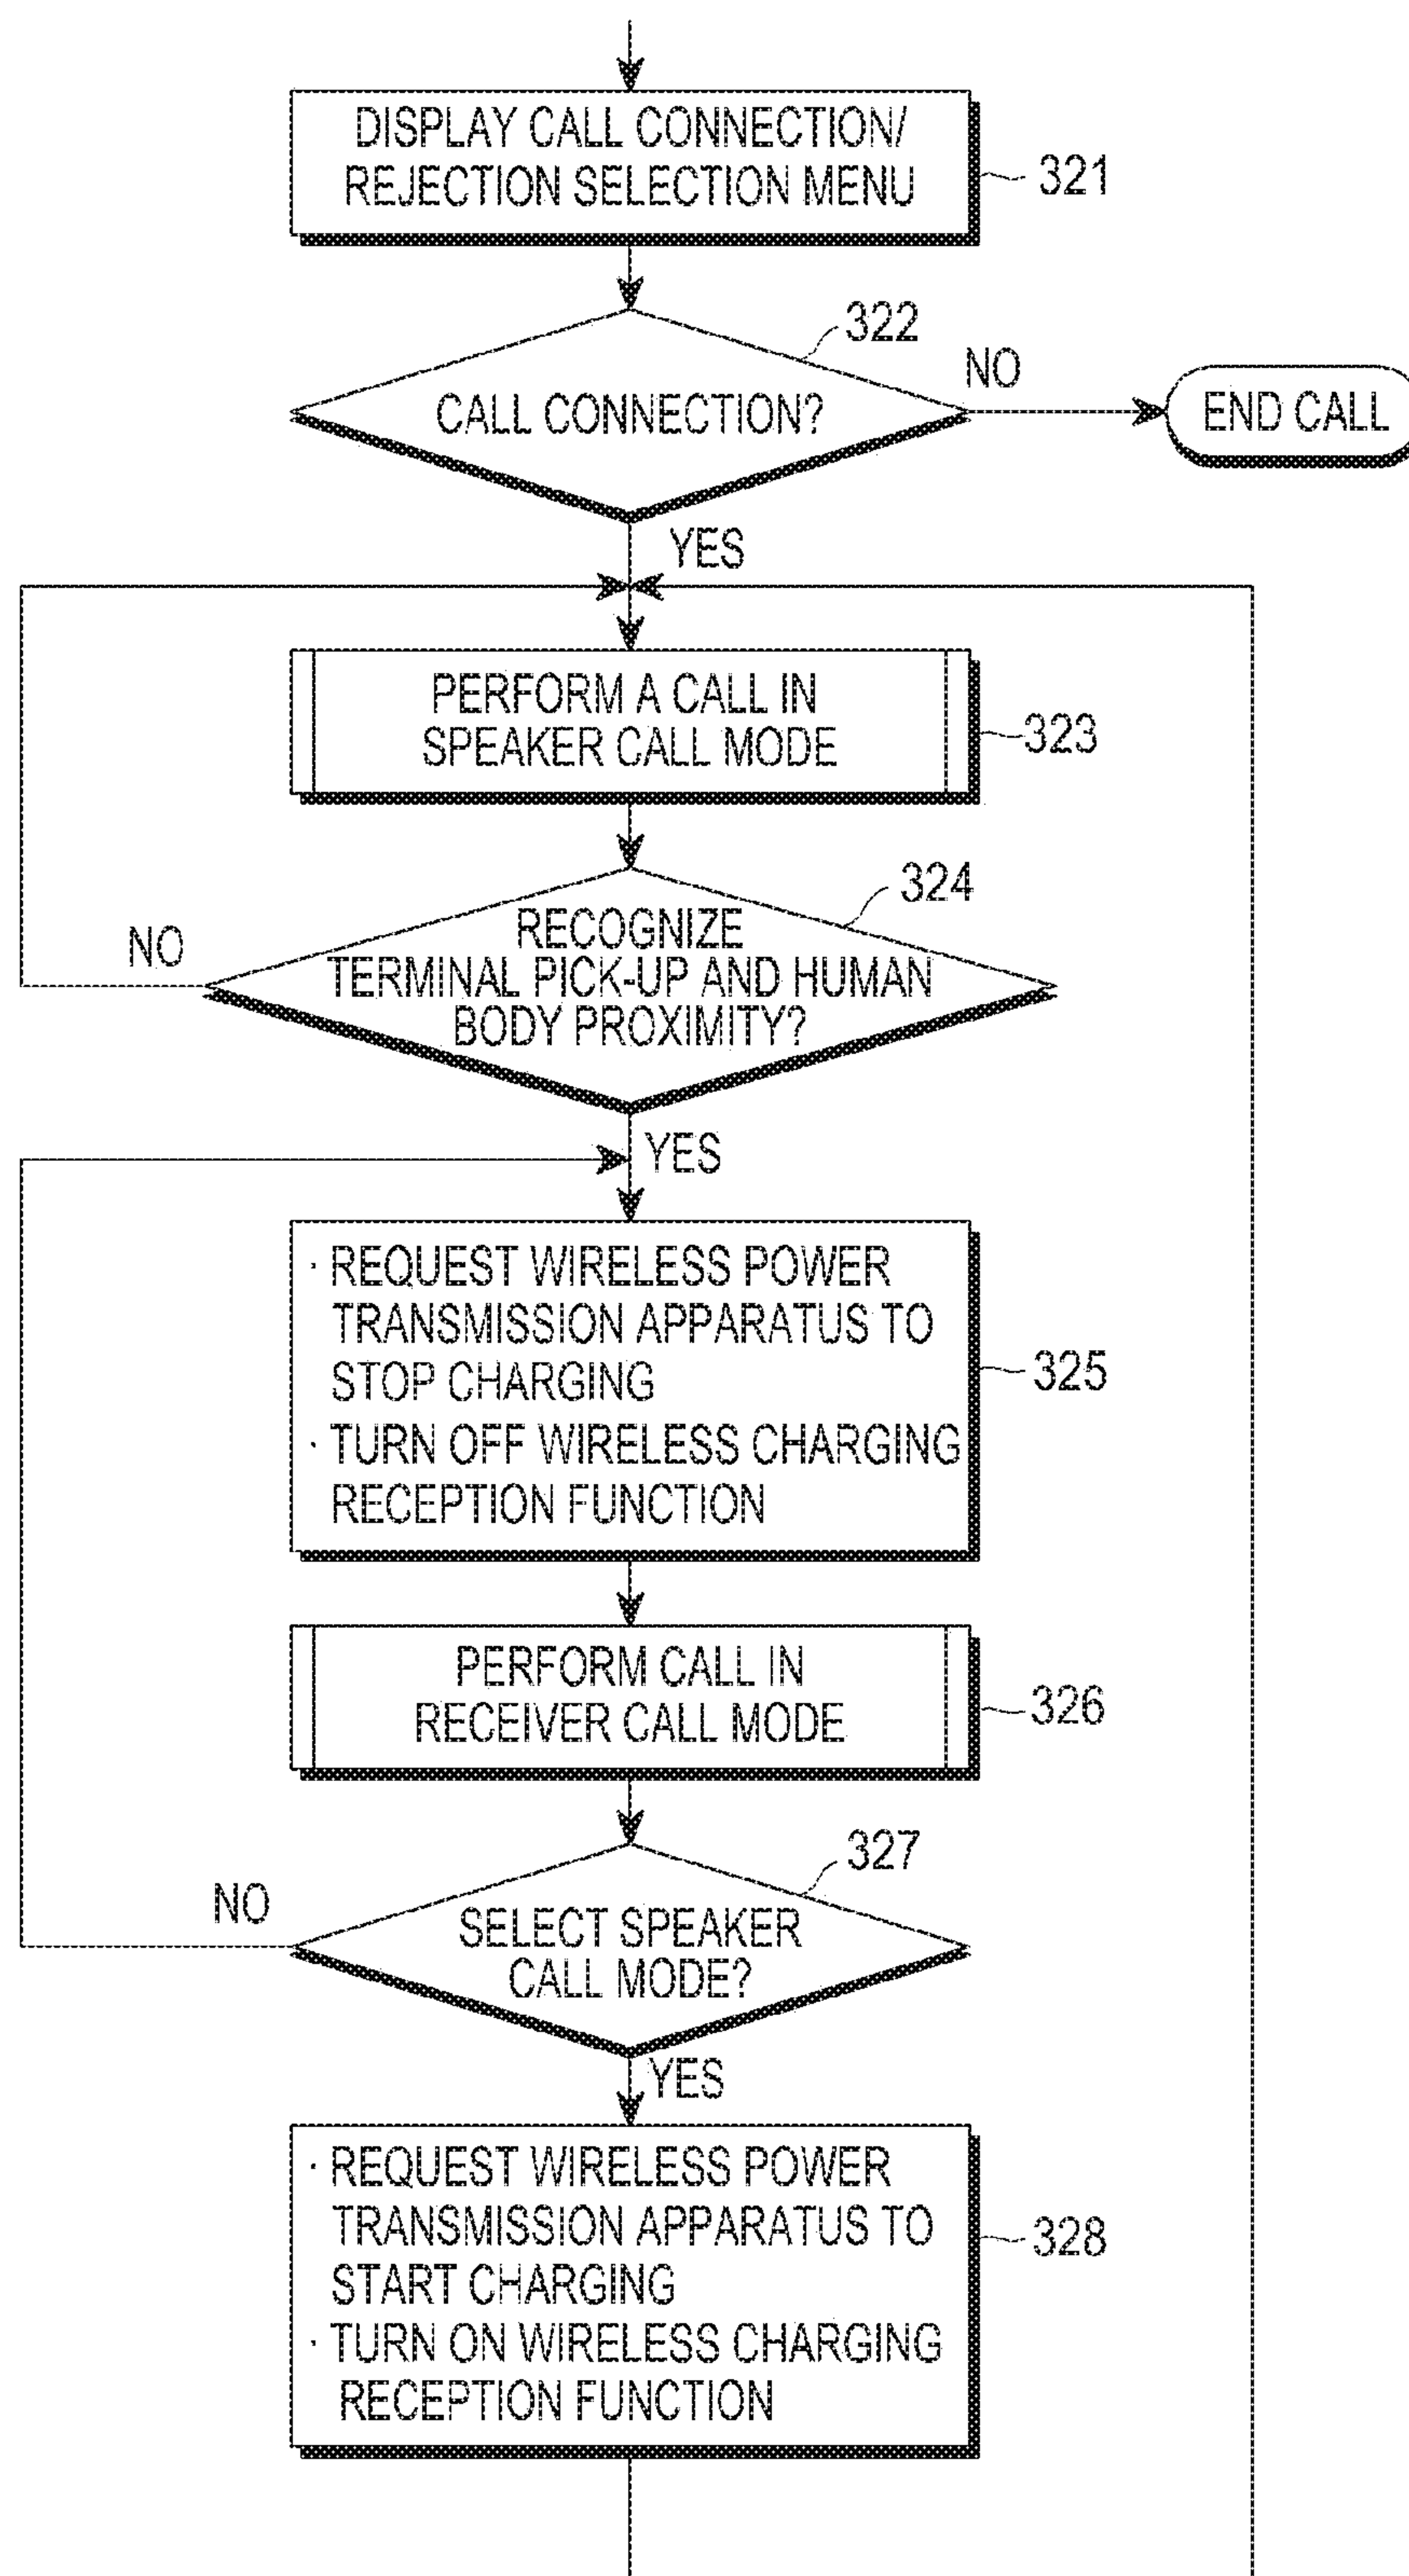 DISPLAY CALL CONNECTION/
REJECTION SELECTION MENU
321
322
CALL CONNECTION?
NO
END CALL
YES
PERFORM A CALL IN
SPEAKER CALL MODE
323
324
RECOGNIZE
TERMINAL PICK-UP AND HUMAN
BODY PROXIMITY?
NO
YES
· REQUEST WIRELESS POWER
TRANSMISSION APPARATUS TO
STOP CHARGING
· TURN OFF WIRELESS CHARGING
RECEPTION FUNCTION
325
PERFORM CALL IN
RECEIVER CALL MODE
326
327
SELECT SPEAKER
CALL MODE?
NO
YES
· REQUEST WIRELESS POWER
TRANSMISSION APPARATUS TO
START CHARGING
· TURN ON WIRELESS CHARGING
RECEPTION FUNCTION
328